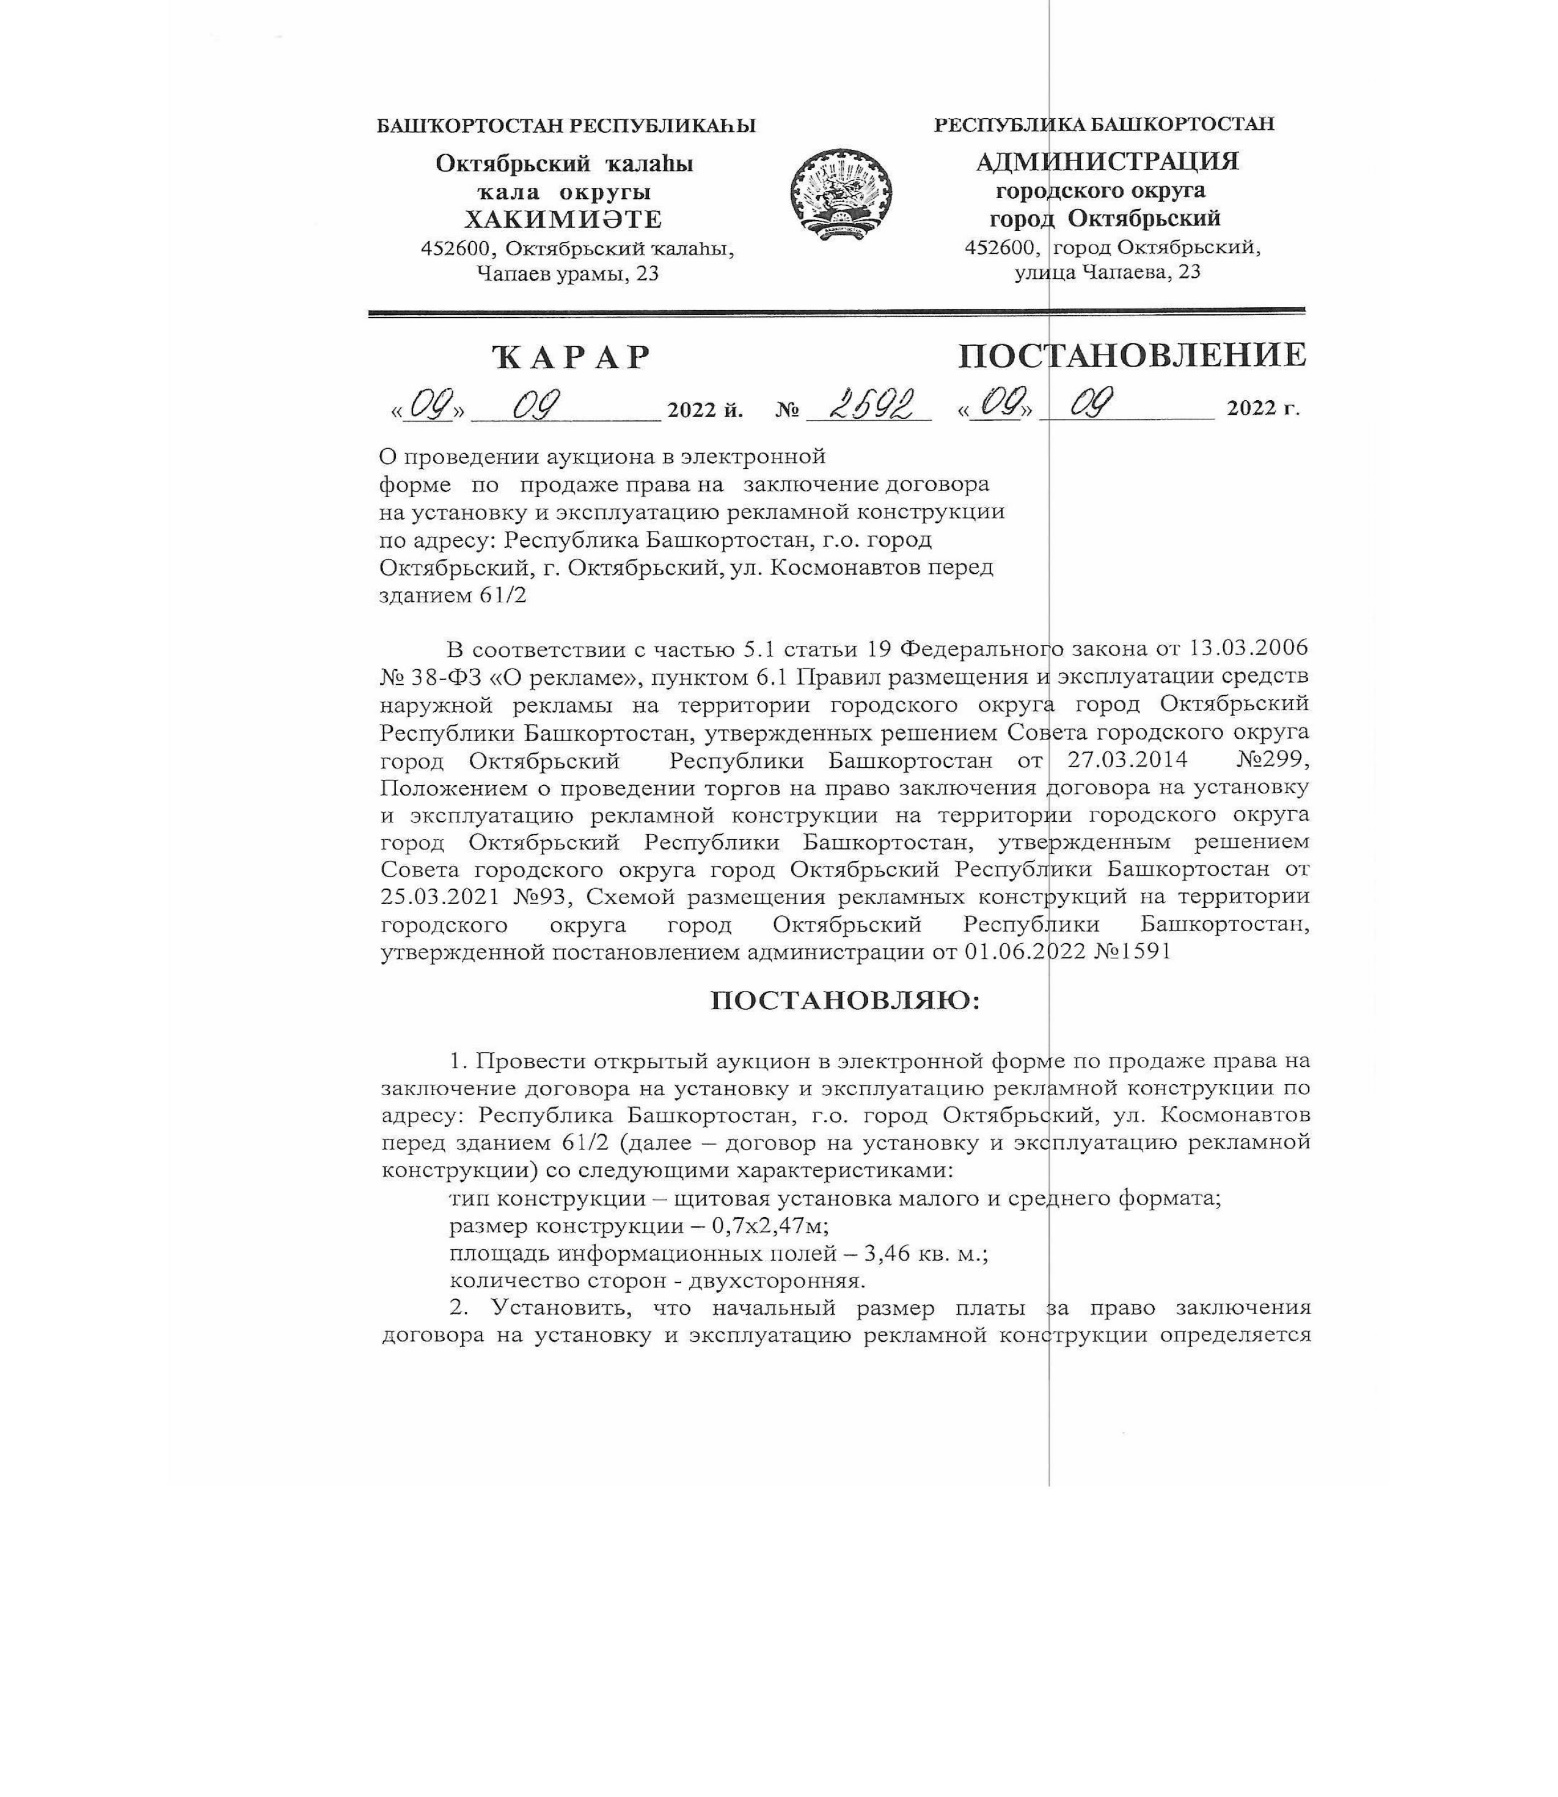 БАШҠОРТОСТАН РЕСПУБЛИКАҺЫ
Октябрьский ҡалаһы
ҡала округы
ХАКИМИӘТЕ
452600, Октябрьский ҡалаһы,
Чапаев урамы, 23
РЕСПУБЛИКА БАШКОРТОСТАН
АДМИНИСТРАЦИЯ
городского округа
город Октябрьский
452600, город Октябрьский,
улица Чапаева, 23
ҠАРАР
ПОСТАНОВЛЕНИЕ
«09» 09 2022 й. № 2592 «09» 09 2022 г.
О проведении аукциона в электронной
форме по продаже права на заключение договора
на установку и эксплуатацию рекламной конструкции
по адресу: Республика Башкортостан, г.о. город
Октябрьский, г. Октябрьский, ул. Космонавтов перед
зданием 61/2
В соответствии с частью 5.1 статьи 19 Федерального закона от 13.03.2006
№ 38-ФЗ «О рекламе», пунктом 6.1 Правил размещения и эксплуатации средств
наружной рекламы на территории городского округа город Октябрьский
Республики Башкортостан, утвержденных решением Совета городского округа
город Октябрьский Республики Башкортостан от 27.03.2014 №299,
Положением о проведении торгов на право заключения договора на установку
и эксплуатацию рекламной конструкции на территории городского округа
город Октябрьский Республики Башкортостан, утвержденным решением
Совета городского округа город Октябрьский Республики Башкортостан от
25.03.2021 №93, Схемой размещения рекламных конструкций на территории
городского округа город Октябрьский Республики Башкортостан,
утвержденной постановлением администрации от 01.06.2022 №1591
ПОСТАНОВЛЯЮ:
1. Провести открытый аукцион в электронной форме по продаже права на
заключение договора на установку и эксплуатацию рекламной конструкции по
адресу: Республика Башкортостан, г.о. город Октябрьский, ул. Космонавтов
перед зданием 61/2 (далее – договор на установку и эксплуатацию рекламной
конструкции) со следующими характеристиками:
тип конструкции – щитовая установка малого и среднего формата;
размер конструкции – 0,7х2,47м;
площадь информационных полей – 3,46 кв. м.;
количество сторон - двухсторонняя.
2. Установить, что начальный размер платы за право заключения
договора на установку и эксплуатацию рекламной конструкции определяется